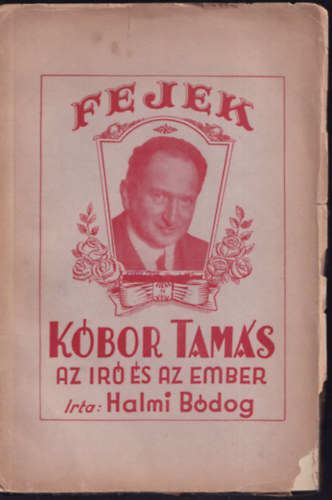 FEJEK
KÓBOR TAMÁS
AZ IRÓ ÉS AZ EMBER
Irta: Halmi Bódog